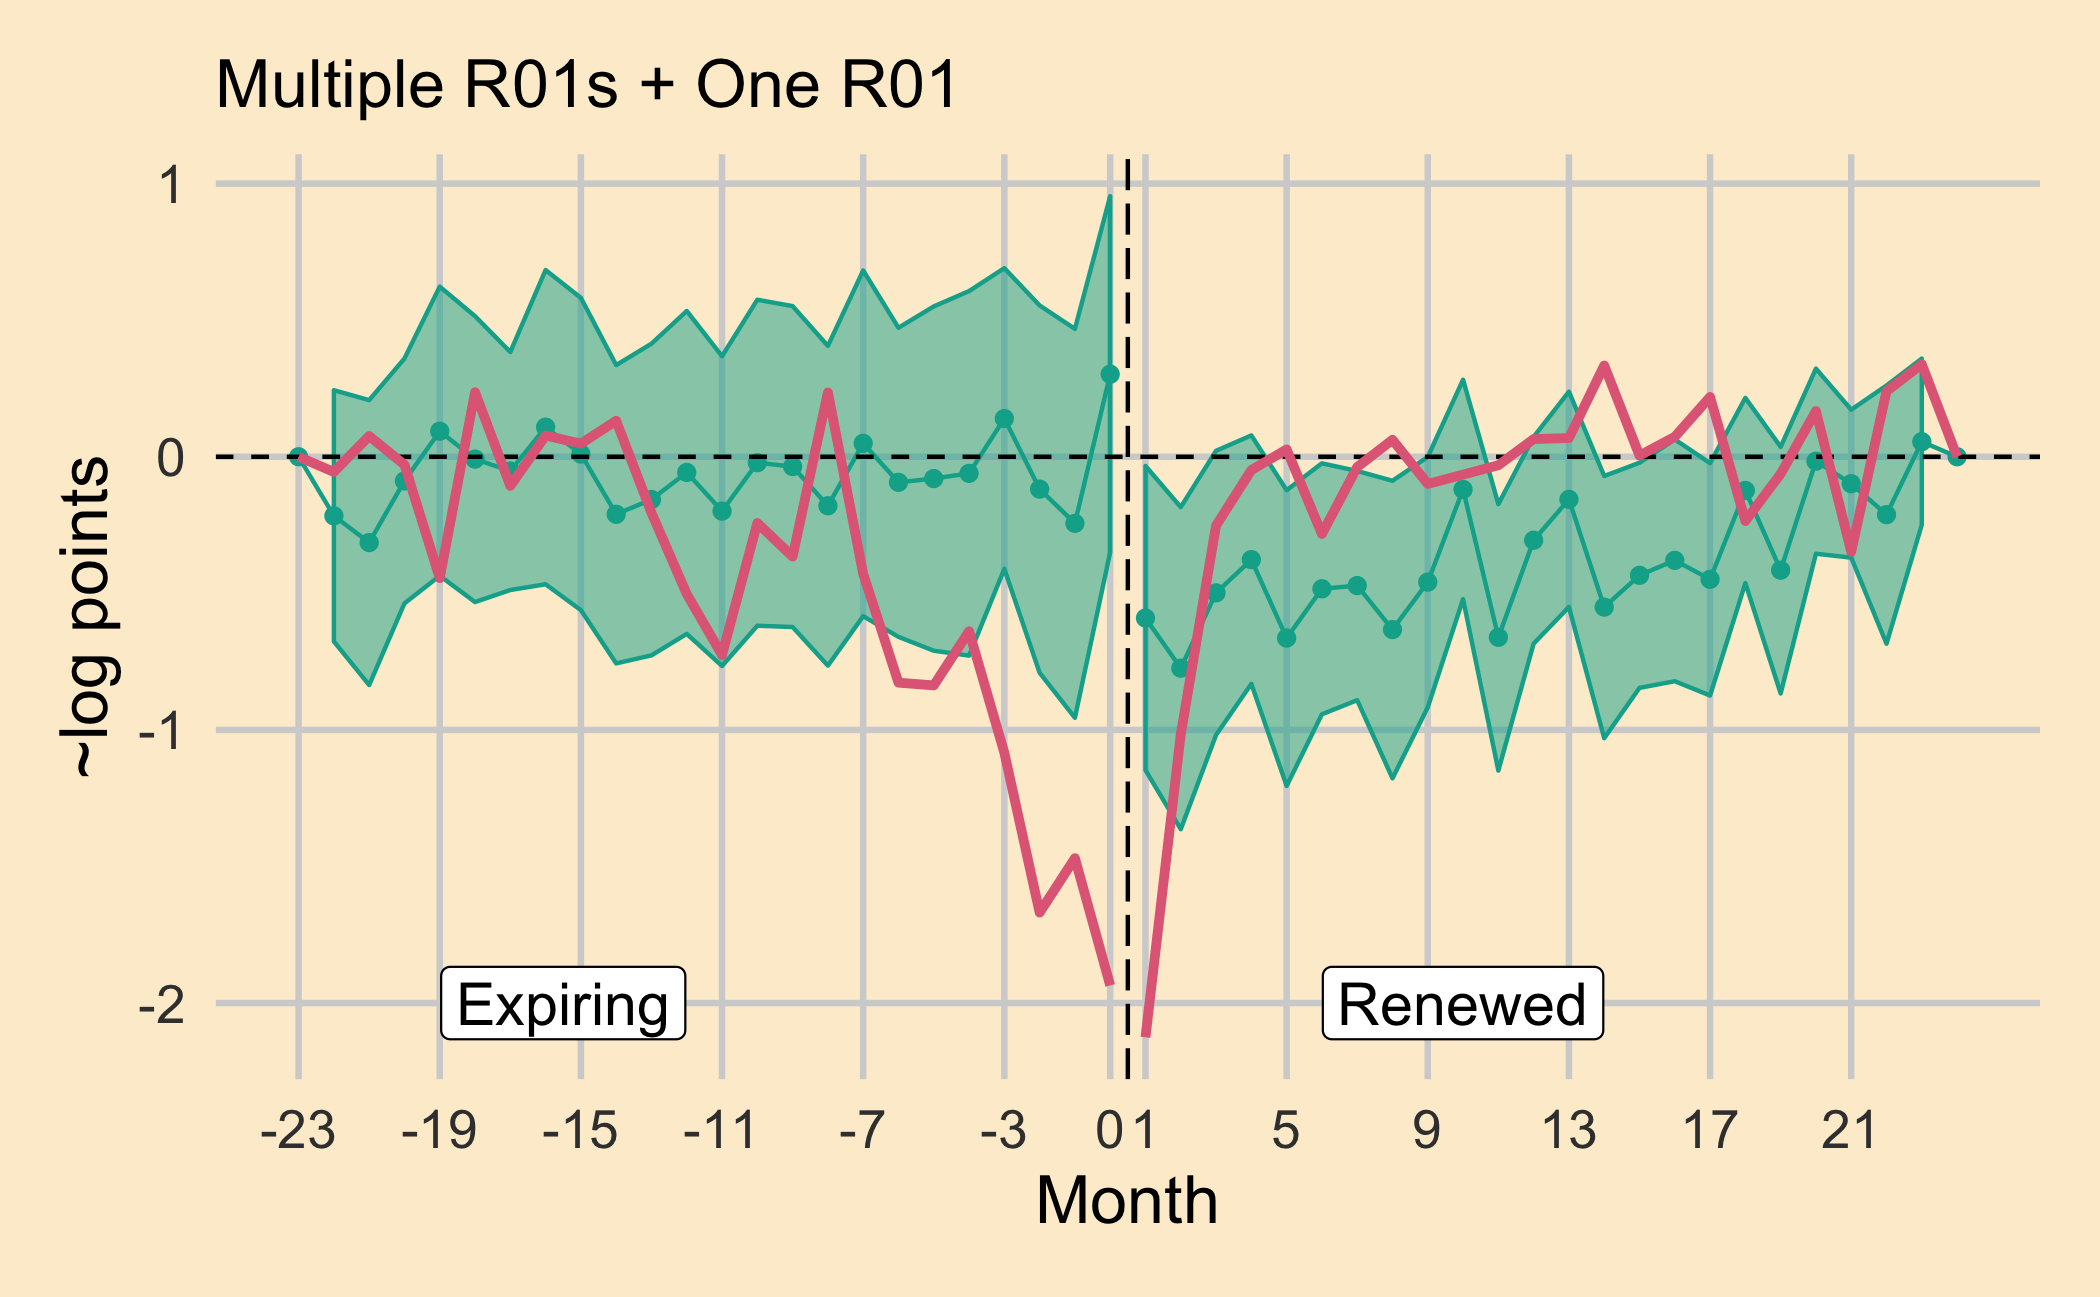 Multiple R01s + One R01
~log points
1
0
-1
-2
Expiring
Renewed
-23 -19 -15 -11 -7 -3 0 1 5 9 13 17 21
Month